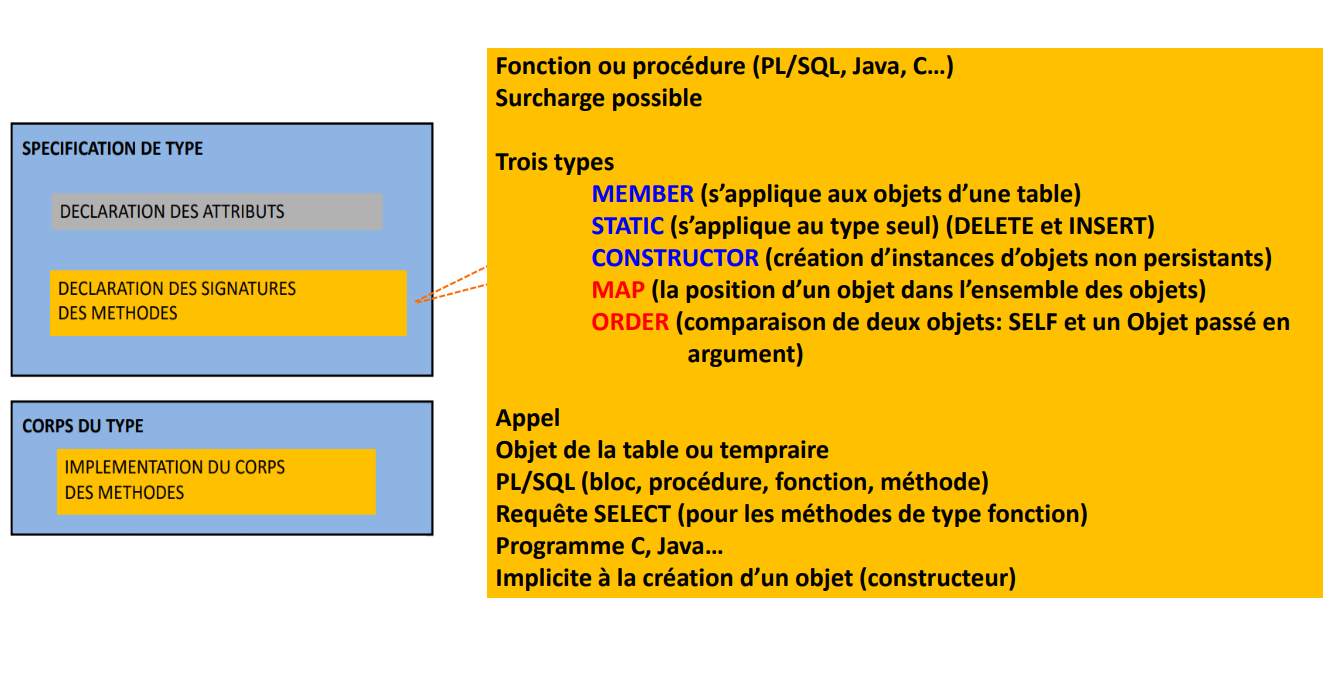 SPECIFICATION DE TYPE
DECLARATION DES ATTRIBUTS
DECLARATION DES SIGNATURES
DES METHODES
CORPS DU TYPE
IMPLEMENTATION DU CORPS
DES METHODES
Fonction ou procédure (PL/SQL, Java, C…)
Surcharge possible
Trois types
MEMBER (s’applique aux objets d’une table)
STATIC (s’applique au type seul) (DELETE et INSERT)
CONSTRUCTOR (création d’instances d’objets non persistants)
MAP (la position d’un objet dans l’ensemble des objets)
ORDER (comparaison de deux objets: SELF et un Objet passé en
argument)
Appel
Objet de la table ou tempraire
PL/SQL (bloc, procédure, fonction, méthode)
Requête SELECT (pour les méthodes de type fonction)
Programme C, Java…
Implicite à la création d’un objet (constructeur)